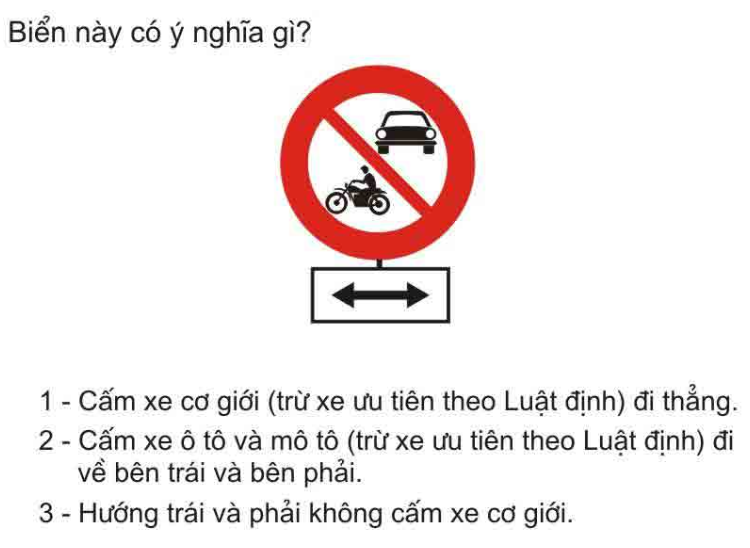 Biển này có ý nghĩa gì?
1 - Cấm xe cơ giới (trừ xe ưu tiên theo Luật định) đi thẳng.
2 - Cấm xe ô tô và mô tô (trừ xe ưu tiên theo Luật định) đi
về bên trái và bên phải.
3 - Hướng trái và phải không cấm xe cơ giới.